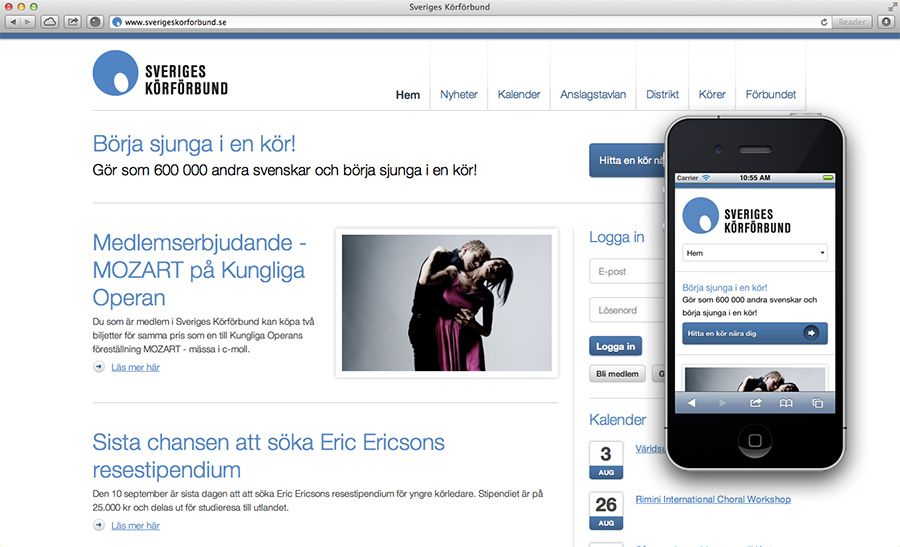 Sveriges Körförbund
www.sverigeskorforbund.se
Reader
SVERIGES
KÖRFÖRBUND
Hem
Nyheter
Kalender
Anslagstavlan
Distrikt
Körer
Förbundet
Börja sjunga i en kör!
Gör som 600 000 andra svenskar och börja sjunga i en kör!
Hitta en kör
Medlemserbjudande -
MOZART på Kungliga
Operan
Du som är medlem i Sveriges Körförbund kan köpa två
biljetter för samma pris som en till Kungliga Operans
föreställning MOZART - mässa i c-moll.
Läs mer här
Sista chansen att söka Eric Ericsons
resestipendium
Den 10 september är sista dagen att att söka Eric Ericsons resestipendium för yngre körledare. Stipendiet är på
25.000 kr och delas ut för studieresa till utlandet.
Läs mer här
Logga in
E-post
Lösenord
Logga in
Bli medlem
Kalender
3
AUG
26
AUG
Rimini International Choral Workshop
Carrier
10:55 AM
SVERIGES
KÖRFÖRBUND
Hem
Börja sjunga i en kör!
Gör som 600 000 andra svenskar och
börja sjunga i en kör!
Hitta en kör nära dig